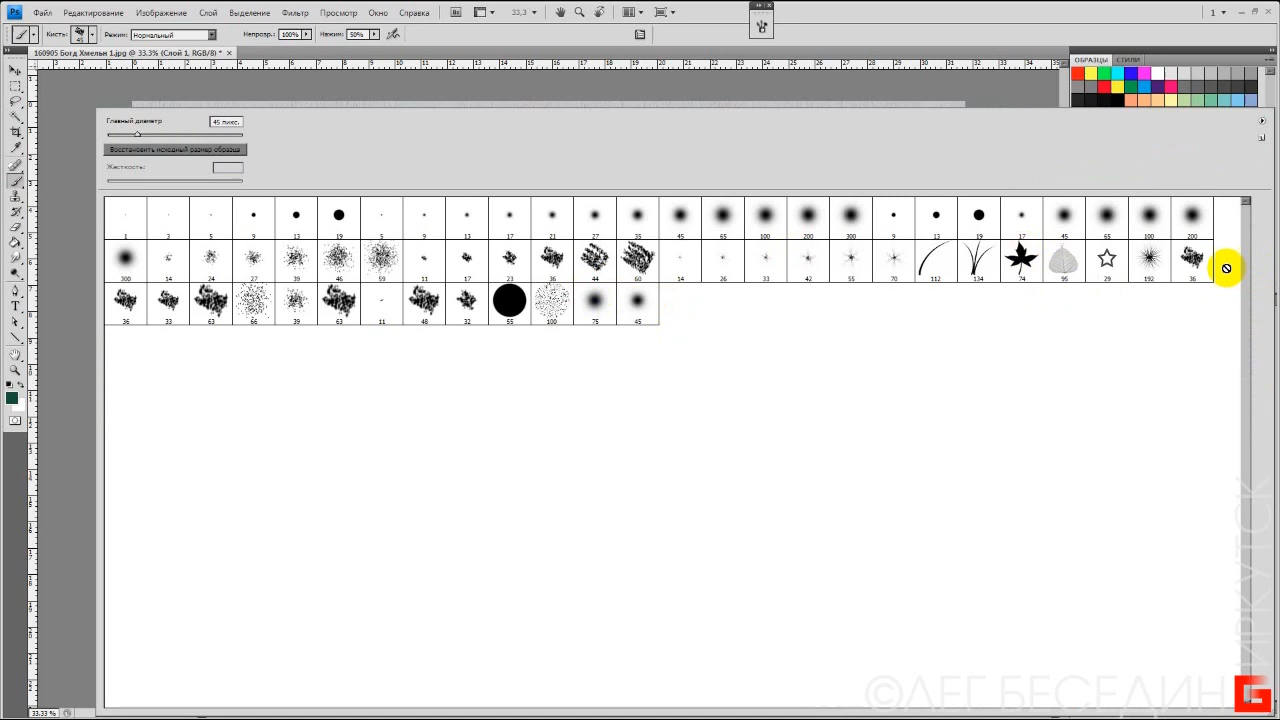 Ps Файл Редактирование Изображение Слой Выделение Фильтр Просмотр Окно Справка Br 33,3 1
Кисть: 45 Режим: Нормальный Непрозр.: 100% Нажим: 50%
160905 Богд Хмельн 1.jpg @ 33.3% (Слой 1, RGB/8) *
ОБРАЗЦЫ СТИЛИ
Главный диаметр 45 пикс.
Восстановить исходный размер образца
Жесткость:
1 3 5 9 13 19 5 9 13 17 21 27 35 45 65 100 200 300 9 13 19 17 45 65 100 200
300 14 24 27 39 46 59 11 17 23 36 44 60 14 26 33 42 55 70 112 134 74 95 29 192 36
36 33 63 66 39 63 11 48 32 55 100 75 45
ИРКУТСК
©ЛЕГ БЕСЕДИН
33.33 %